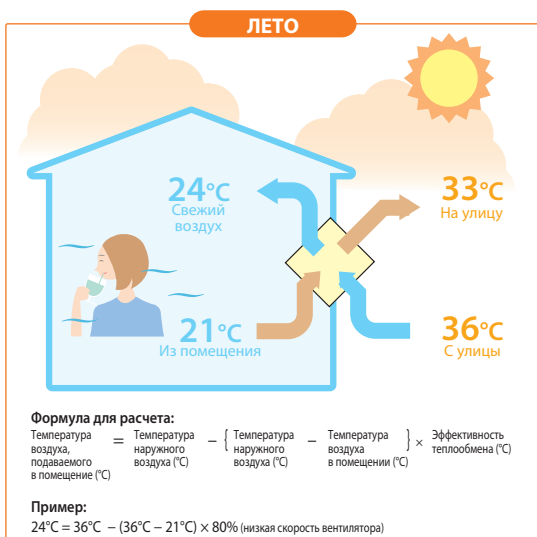 ЛЕТО
24°C
Свежий
воздух
33°C
На улицу
21°C
Из помещения
36°C
С улицы
Формула для расчета:
Температура воздуха, подаваемого в помещение (°C) = Температура наружного воздуха (°C) − { Температура наружного воздуха (°C) − Температура воздуха в помещении (°C) } × Эффективность теплообмена (°C)
Пример:
24°C = 36°C − (36°C − 21°C) × 80% (низкая скорость вентилятора)